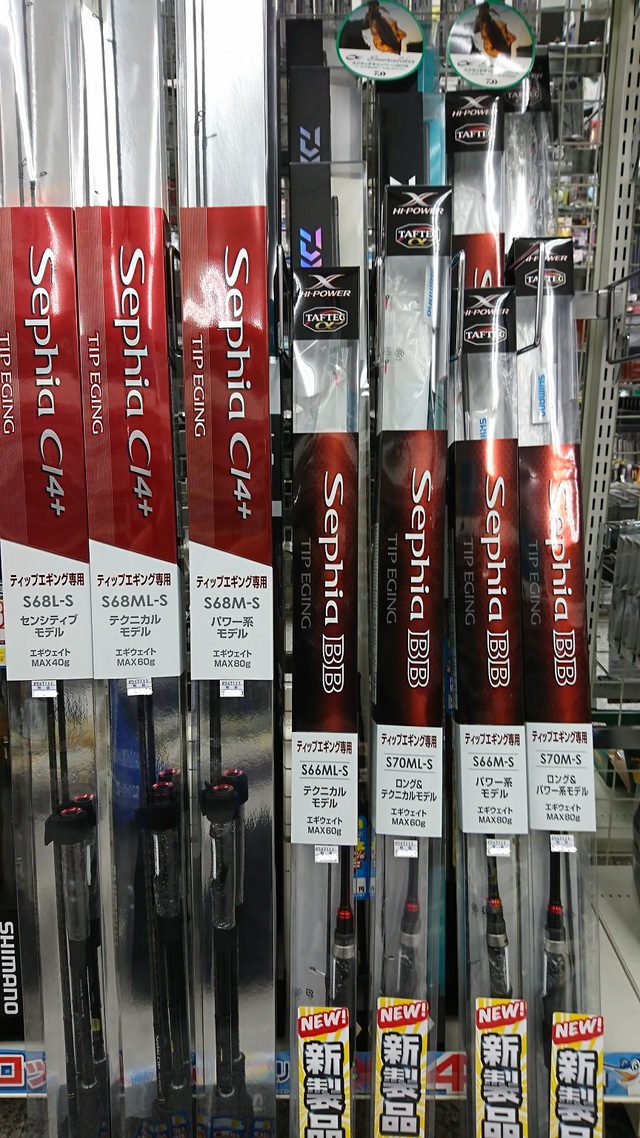 Sephia CI4+
TIP EGING
ティップエギング専用
S68L-S
センシティブ
モデル
エギウェイト
MAX40g
Sephia CI4+
TIP EGING
ティップエギング専用
S68ML-S
テクニカル
モデル
エギウェイト
MAX60g
Sephia CI4+
TIP EGING
ティップエギング専用
S68M-S
パワー系
モデル
エギウェイト
MAX80g
X
HI-POWER
TAFTEC
α
Sephia BB
TIP EGING
ティップエギング専用
S66ML-S
テクニカル
モデル
エギウェイト
MAX60g
NEW!
新製品
X
HI-POWER
TAFTEC
α
SHIMANO
Sephia BB
TIP EGING
ティップエギング専用
S70ML-S
ロング&
テクニカルモデル
エギウェイト
MAX60g
NEW!
新製品
X
HI-POWER
TAFTEC
Sephia BB
TIP EGING
ティップエギング専用
S66M-S
パワー系
モデル
エギウェイト
MAX80g
NEW!
新製品
HI-POWER
TAFTEC
SHIMANO
Sephia BB
TIP EGING
ティップエギング専用
S70M-S
ロング&
パワー系モデル
エギウェイト
MAX80g
NEW!
新製品
X
TAFTEC
Emeraldas
DAIWA
SHIMANO